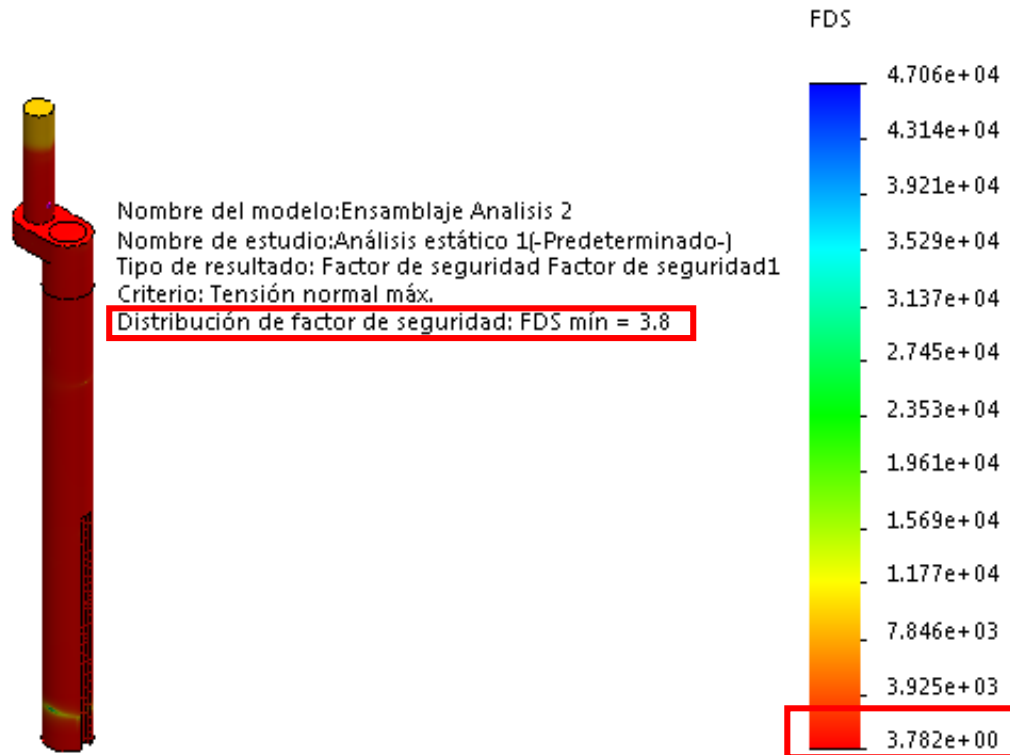 FDS
4.706e+04
4.314e+04
3.921e+04
3.529e+04
3.137e+04
2.745e+04
2.353e+04
1.961e+04
1.569e+04
1.177e+04
7.846e+03
3.925e+03
3.782e+00
Nombre del modelo:Ensamblaje Analisis 2
Nombre de estudio:Análisis estático 1(-Predeterminado-)
Tipo de resultado: Factor de seguridad Factor de seguridad1
Criterio: Tensión normal máx.
Distribución de factor de seguridad: FDS mín = 3.8